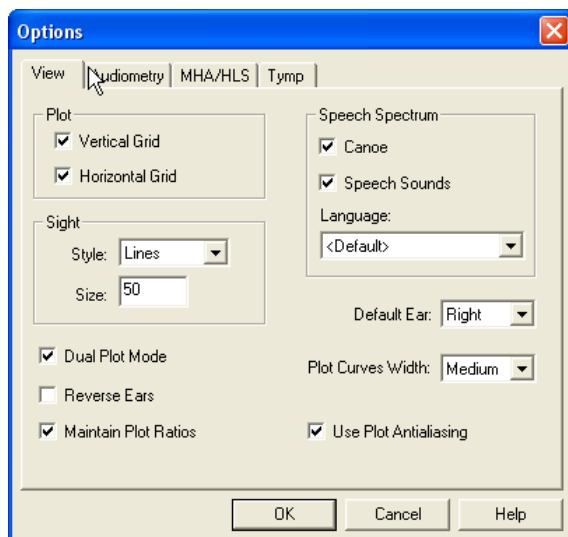 Options
View Audiometry MHA/HLS Tymp
Plot
Vertical Grid
Horizontal Grid
Sight
Style: Lines
Size: 50
Dual Plot Mode
Reverse Ears
Maintain Plot Ratios
Speech Spectrum
Canoe
Speech Sounds
Language:
<Default>
Default Ear: Right
Plot Curves Width: Medium
Use Plot Antialiasing
OK Cancel Help